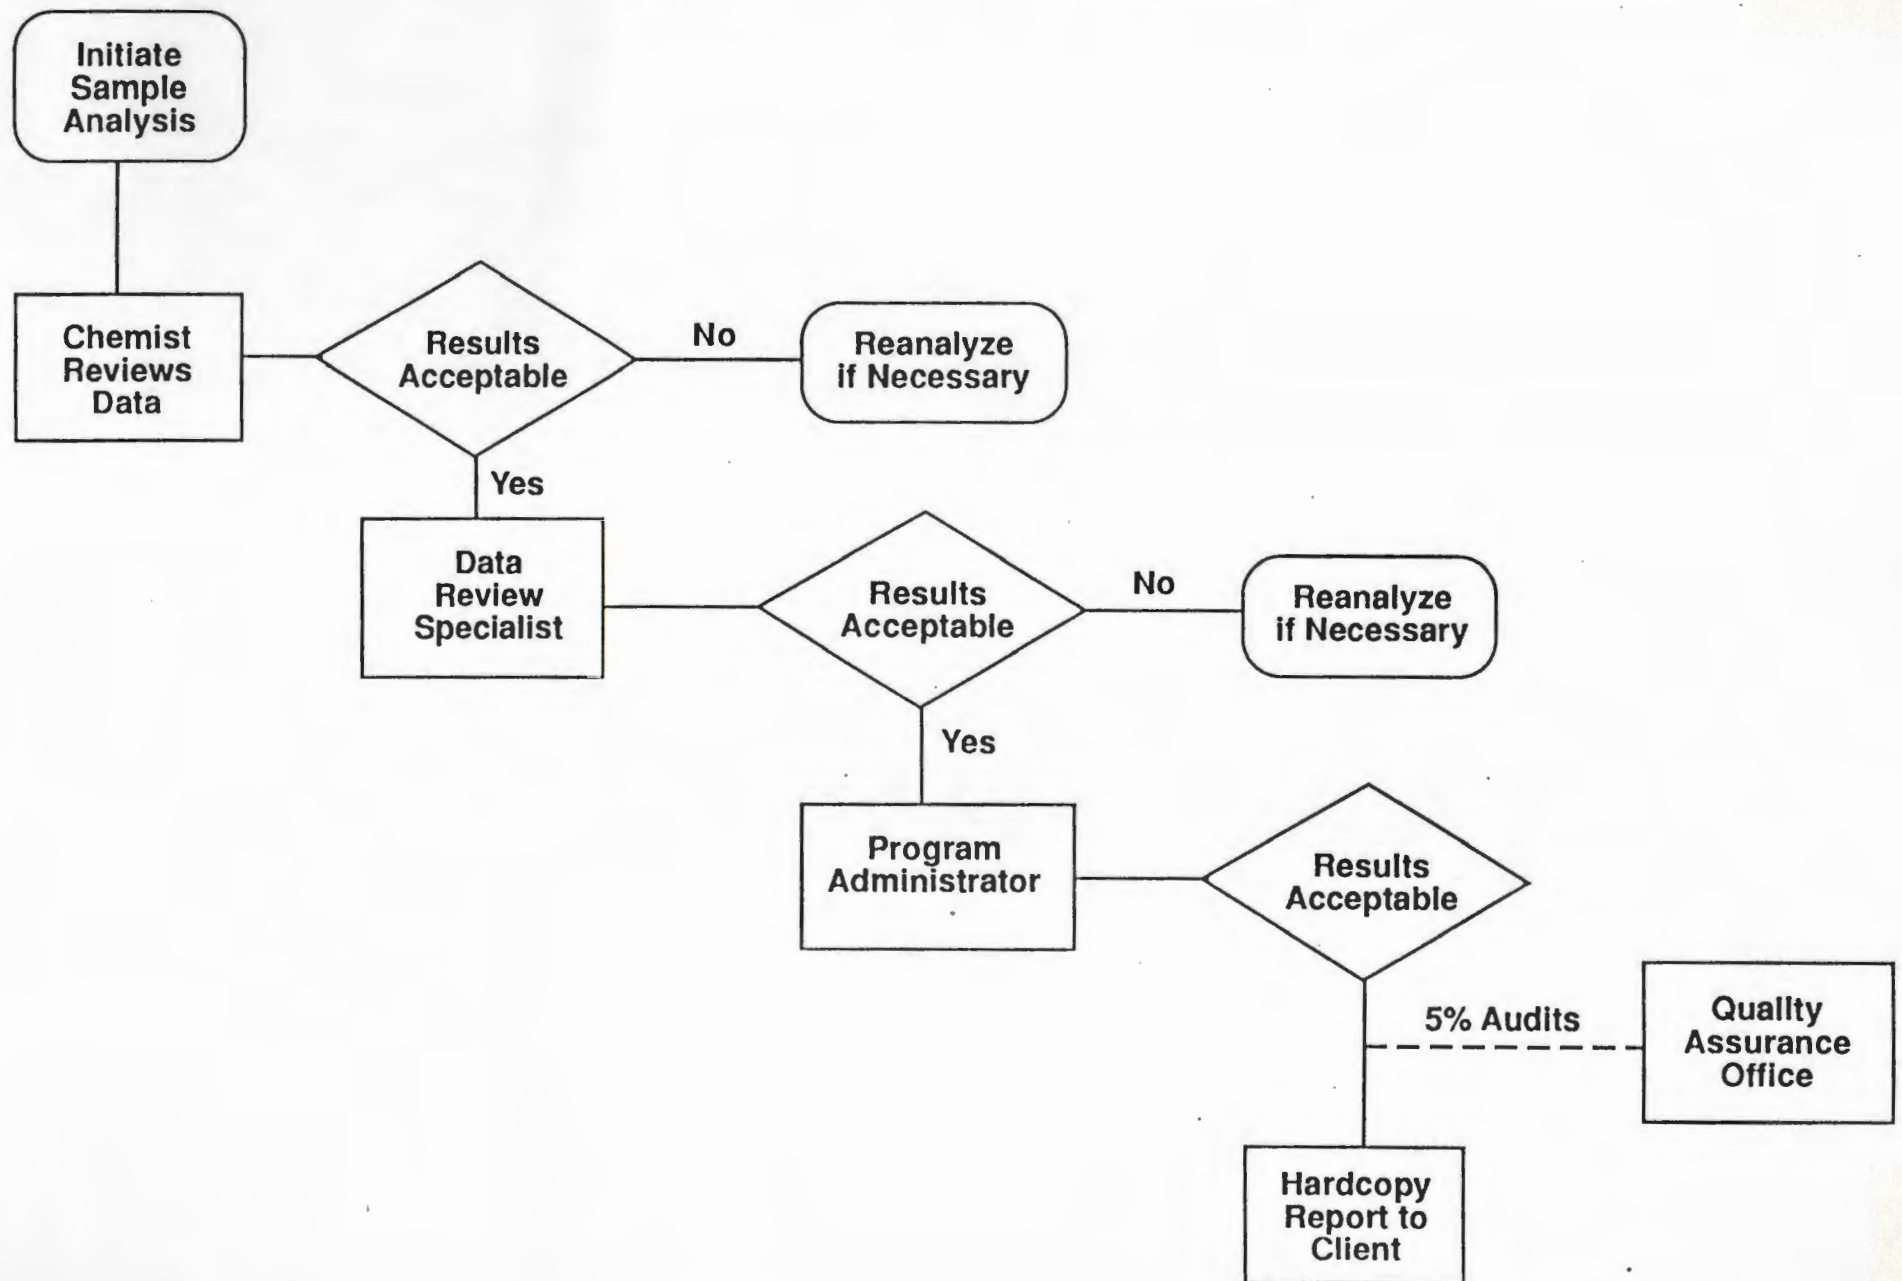 Initiate
Sample
Analysis
Chemist
Reviews
Data
Results
Acceptable
No
Reanalyze
if Necessary
Yes
Data
Review
Specialist
Results
Acceptable
No
Reanalyze
if Necessary
Yes
Program
Administrator
Results
Acceptable
5% Audits
Quality
Assurance
Office
Hardcopy
Report to
Client